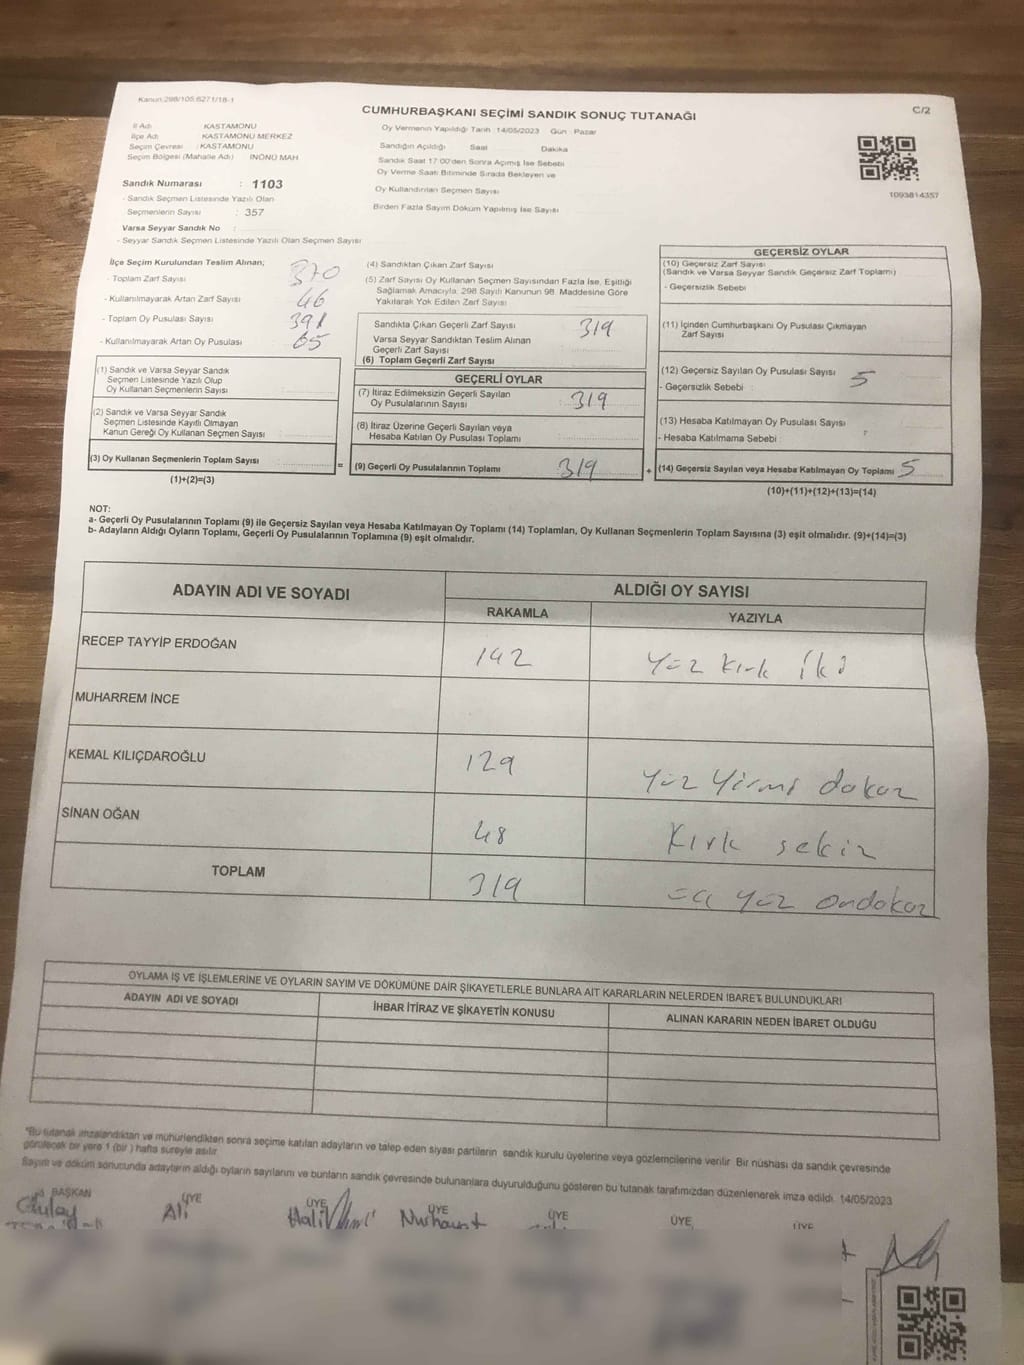 Kanun:298/105;6271/18-1
CUMHURBAŞKANI SEÇİMİ SANDIK SONUÇ TUTANAĞI
C/2
İl Adı : KASTAMONU
İlçe Adı : KASTAMONU MERKEZ
Seçim Çevresi : KASTAMONU
Seçim Bölgesi (Mahalle Adı) : İNÖNÜ MAH
Sandık Numarası : 1103
- Sandık Seçmen Listesinde Yazılı Olan
Seçmenlerin Sayısı : 357
Varsa Seyyar Sandık No :
- Seyyar Sandık Seçmen Listesinde Yazılı Olan Seçmen Sayısı
Oy Vermenin Yapıldığı Tarih : 14/05/2023 Gün : Pazar
Sandığın Açıldığı Saat Dakika
Sandık Saat 17:00'den Sonra Açılmış İse Sebebi
Oy Verme Saati Bitiminde Sırada Bekleyen ve
Oy Kullandırılan Seçmen Sayısı
Birden Fazla Sayım Döküm Yapılmış İse Sayısı
1093814357
İlçe Seçim Kurulundan Teslim Alınan;
- Toplam Zarf Sayısı 370
- Kullanılmayarak Artan Zarf Sayısı 46
- Toplam Oy Pusulası Sayısı 391
- Kullanılmayarak Artan Oy Pusulası 65
(1) Sandık ve Varsa Seyyar Sandık
Seçmen Listesinde Yazılı Olup
Oy Kullanan Seçmenlerin Sayısı
(2) Sandık ve Varsa Seyyar Sandık
Seçmen Listesinde Kayıtlı Olmayan
Kanun Gereği Oy Kullanan Seçmen Sayısı
(3) Oy Kullanan Seçmenlerin Toplam Sayısı
(1)+(2)=(3)
=
(4) Sandıktan Çıkan Zarf Sayısı
(5) Zarf Sayısı Oy Kullanan Seçmen Sayısından Fazla İse, Eşitliği
Sağlamak Amacıyla 298 Sayılı Kanunun 98. Maddesine Göre
Yakılarak Yok Edilen Zarf Sayısı
Sandıkta Çıkan Geçerli Zarf Sayısı 319
Varsa Seyyar Sandıktan Teslim Alınan
Geçerli Zarf Sayısı
(6) Toplam Geçerli Zarf Sayısı
GEÇERLİ OYLAR
(7) İtiraz Edilmeksizin Geçerli Sayılan
Oy Pusulalarının Sayısı 319
(8) İtiraz Üzerine Geçerli Sayılan veya
Hesaba Katılan Oy Pusulası Toplamı
(9) Geçerli Oy Pusulalarının Toplamı 319
+
GEÇERSİZ OYLAR
(10) Geçersiz Zarf Sayısı
(Sandık ve Varsa Seyyar Sandık Geçersiz Zarf Toplamı)
- Geçersizlik Sebebi
(11) İçinden Cumhurbaşkanı Oy Pusulası Çıkmayan
Zarf Sayısı
(12) Geçersiz Sayılan Oy Pusulası Sayısı 5
- Geçersizlik Sebebi :
(13) Hesaba Katılmayan Oy Pusulası Sayısı
- Hesaba Katılmama Sebebi :
(14) Geçersiz Sayılan veya Hesaba Katılmayan Oy Toplamı 5
(10)+(11)+(12)+(13)=(14)
NOT:
a- Geçerli Oy Pusulalarının Toplamı (9) ile Geçersiz Sayılan veya Hesaba Katılmayan Oy Toplamı (14) Toplamları, Oy Kullanan Seçmenlerin Toplam Sayısına (3) eşit olmalıdır. (9)+(14)=(3)
b- Adayların Aldığı Oyların Toplamı, Geçerli Oy Pusulalarının Toplamına (9) eşit olmalıdır.
ADAYIN ADI VE SOYADI ALDIĞI OY SAYISI
RAKAMLA YAZIYLA
RECEP TAYYİP ERDOĞAN 142 Yüz kırk iki
MUHARREM İNCE
KEMAL KILIÇDAROĞLU 129 Yüz Yirmi dokuz
SİNAN OĞAN 48 Kırk sekiz
TOPLAM 319 üç yüz ondokuz
OYLAMA İŞ VE İŞLEMLERİNE VE OYLARIN SAYIM VE DÖKÜMÜNE DAİR ŞİKAYETLERLE BUNLARA AİT KARARLARIN NELERDEN İBARET BULUNDUKLARI
ADAYIN ADI VE SOYADI İHBAR İTİRAZ VE ŞİKAYETİN KONUSU ALINAN KARARIN NEDEN İBARET OLDUĞU
*Bu tutanak imzalandıktan ve mühürlendikten sonra seçime katılan adayların ve talep eden siyasi partilerin sandık kurulu üyelerine veya gözlemcilerine verilir. Bir nüshası da sandık çevresinde
görülecek bir yere 1 (bir) hafta süreyle asılır.
Sayım ve döküm sonucunda adayların aldığı oyların sayılarını ve bunların sandık çevresinde bulunanlara duyurulduğunu gösteren bu tutanak tarafımızdan düzenlenerek imza edildi. 14/05/2023
BAŞKAN ÜYE ÜYE ÜYE ÜYE ÜYE ÜYE
Gülay Ali Halil Nurhayat